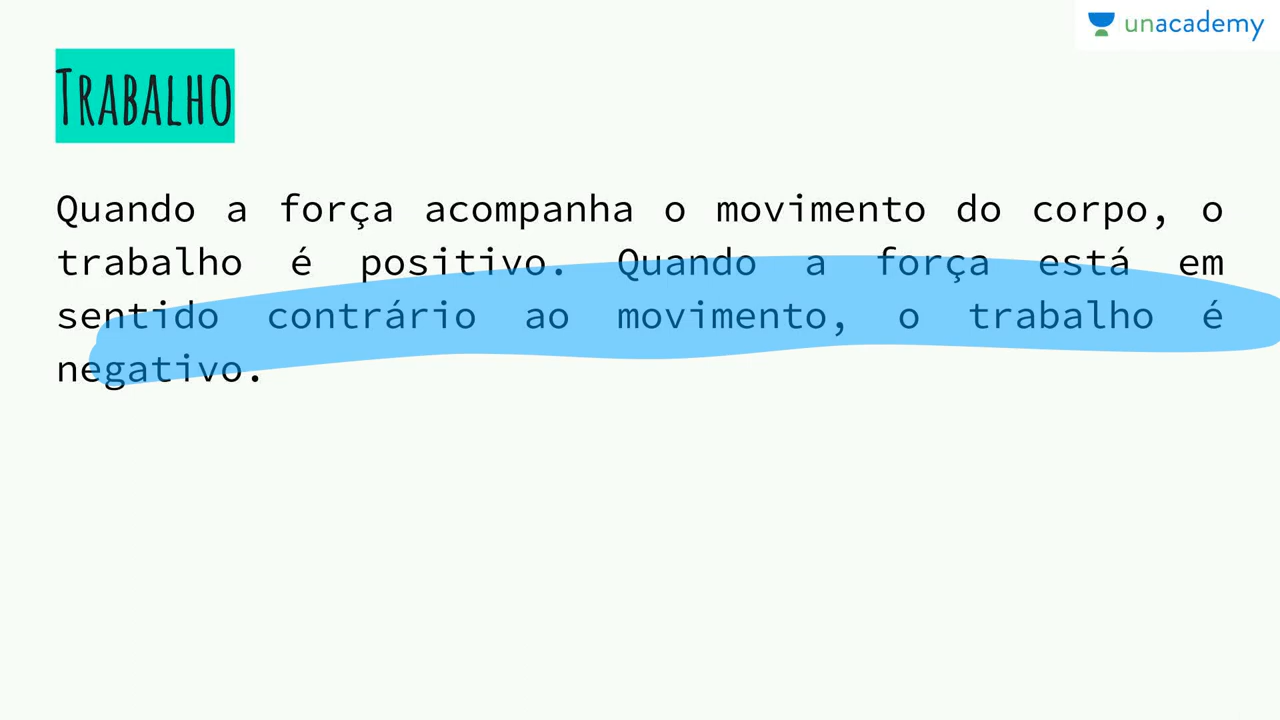 unacademy
TRABALHO
Quando a força acompanha o movimento do corpo, o
trabalho é positivo. Quando a força está em
sentido contrário ao movimento, o trabalho é
negativo.